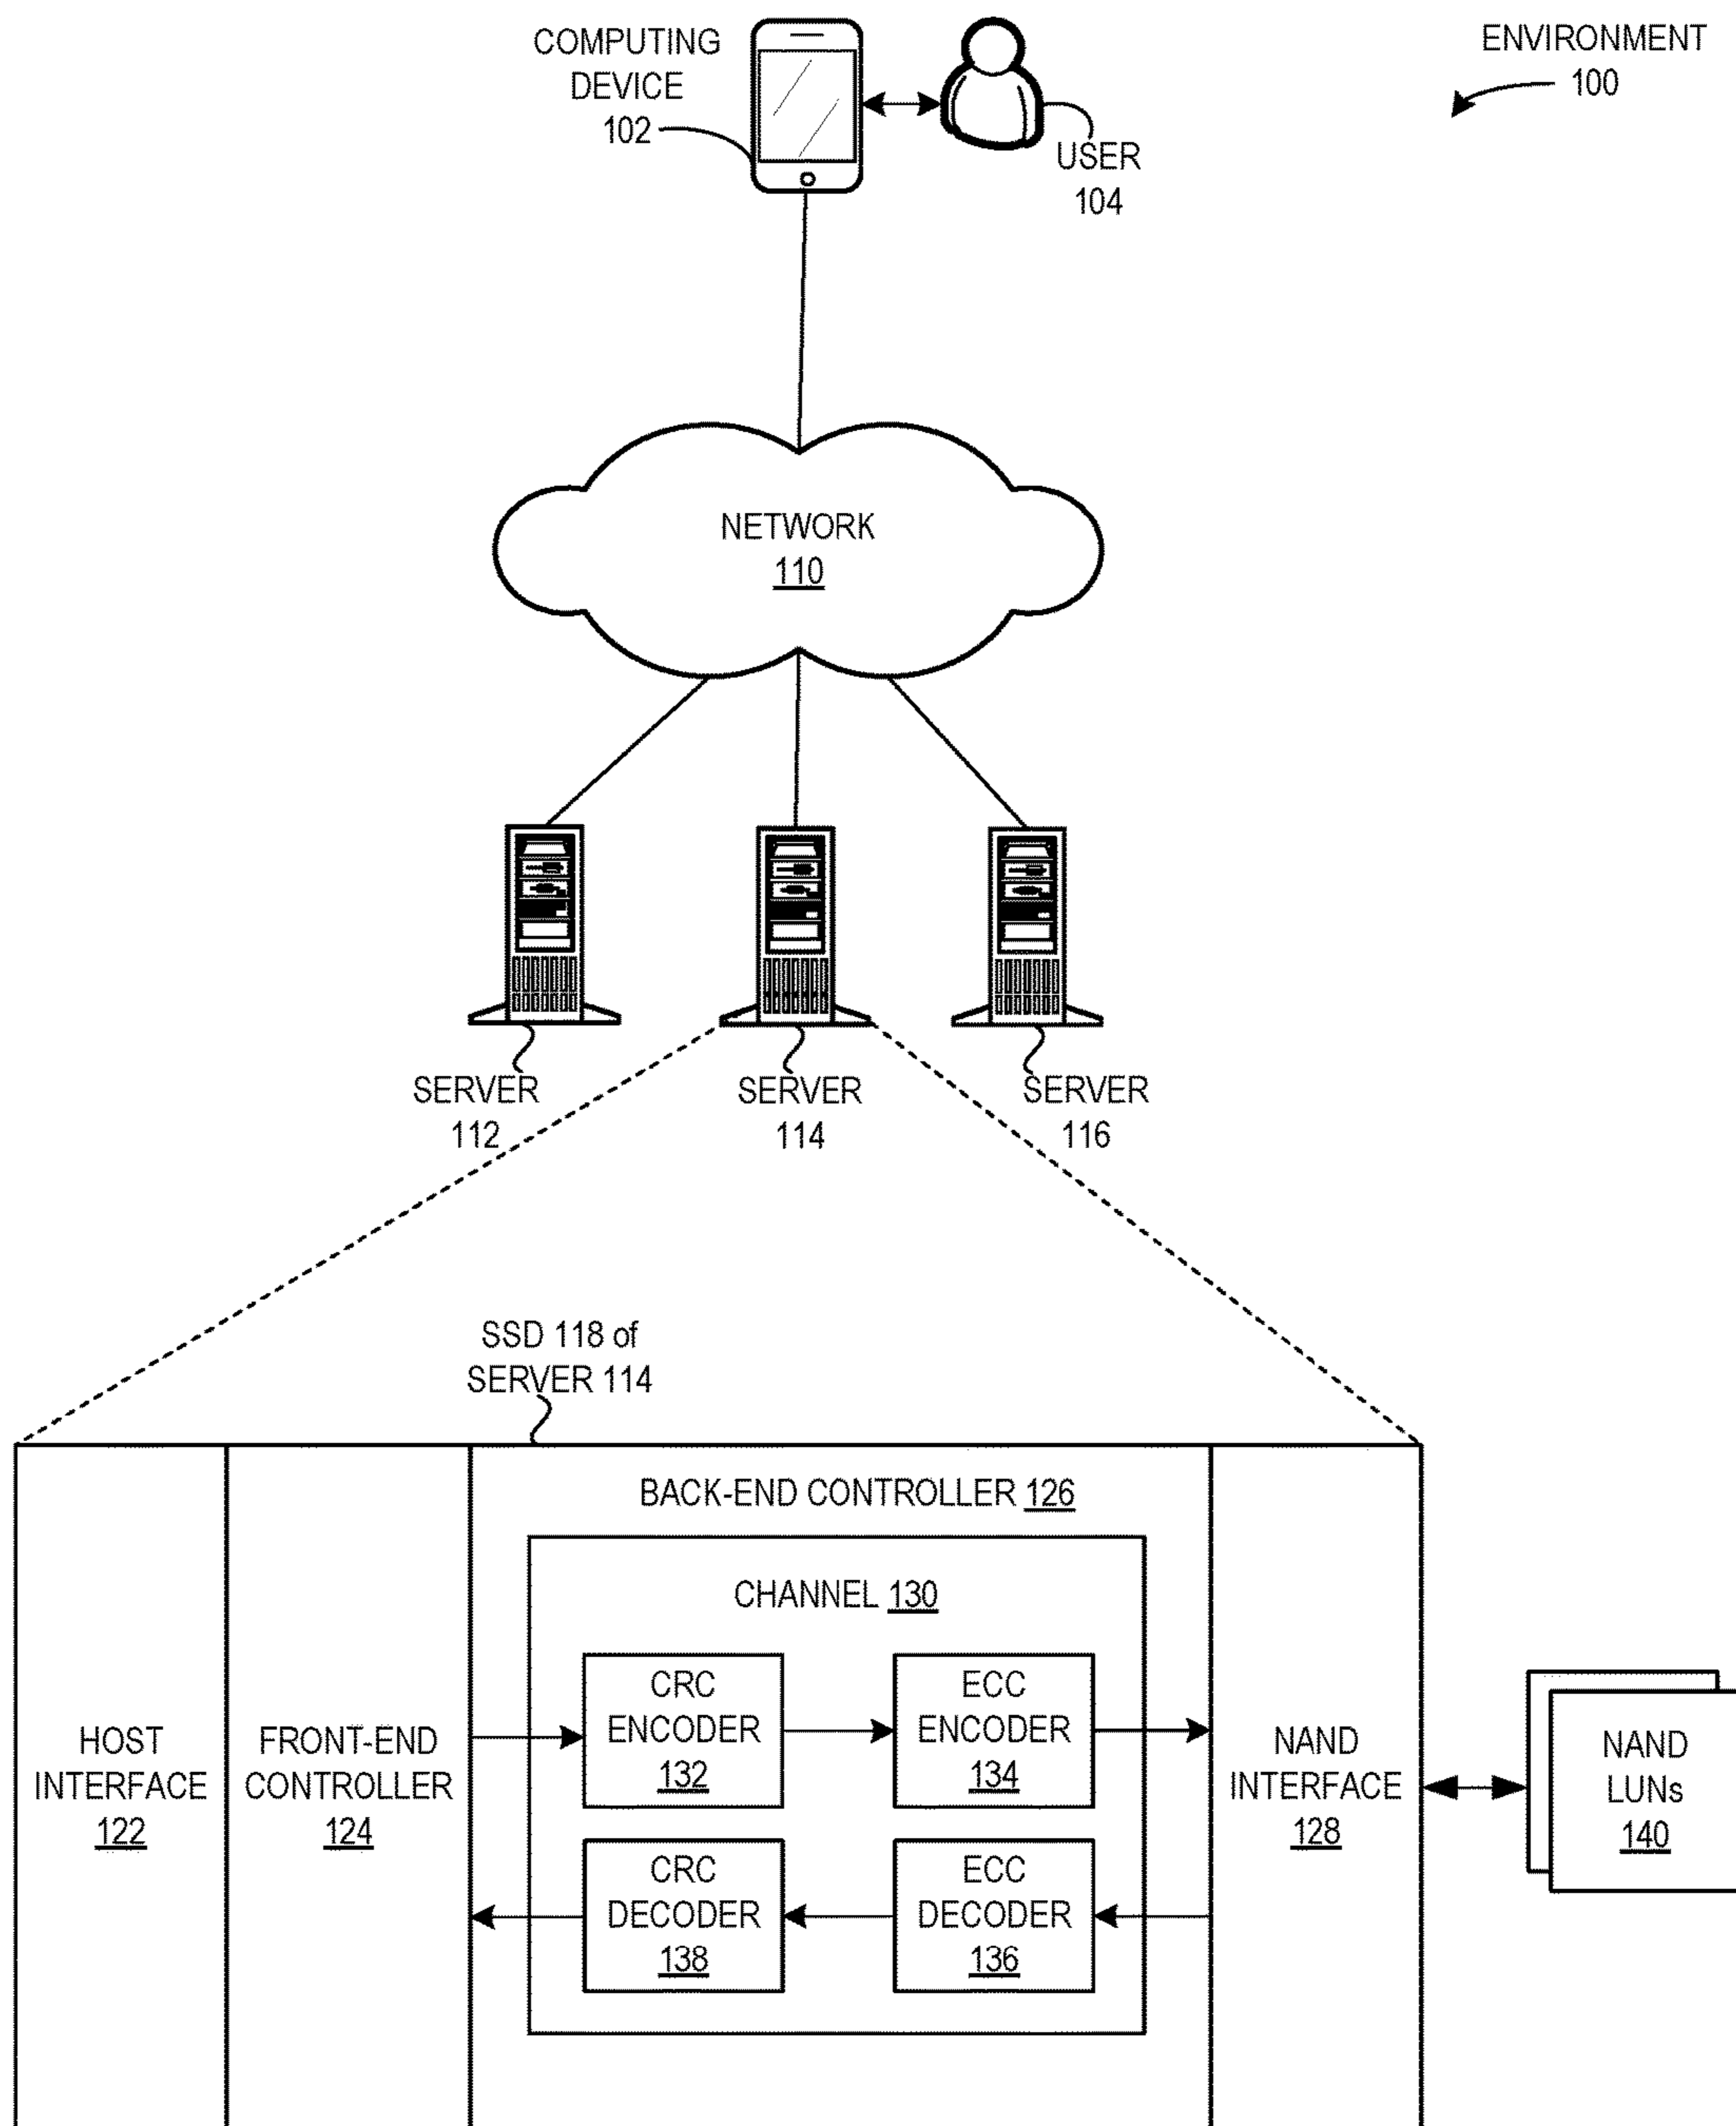 COMPUTING
DEVICE
102
USER
104
ENVIRONMENT
100
NETWORK
110
SERVER
112
SERVER
114
SERVER
116
SSD 118 of
SERVER 114
HOST
INTERFACE
122
FRONT-END
CONTROLLER
124
BACK-END CONTROLLER 126
CHANNEL 130
CRC
ENCODER
132
ECC
ENCODER
134
CRC
DECODER
138
ECC
DECODER
136
NAND
INTERFACE
128
NAND
LUNs
140